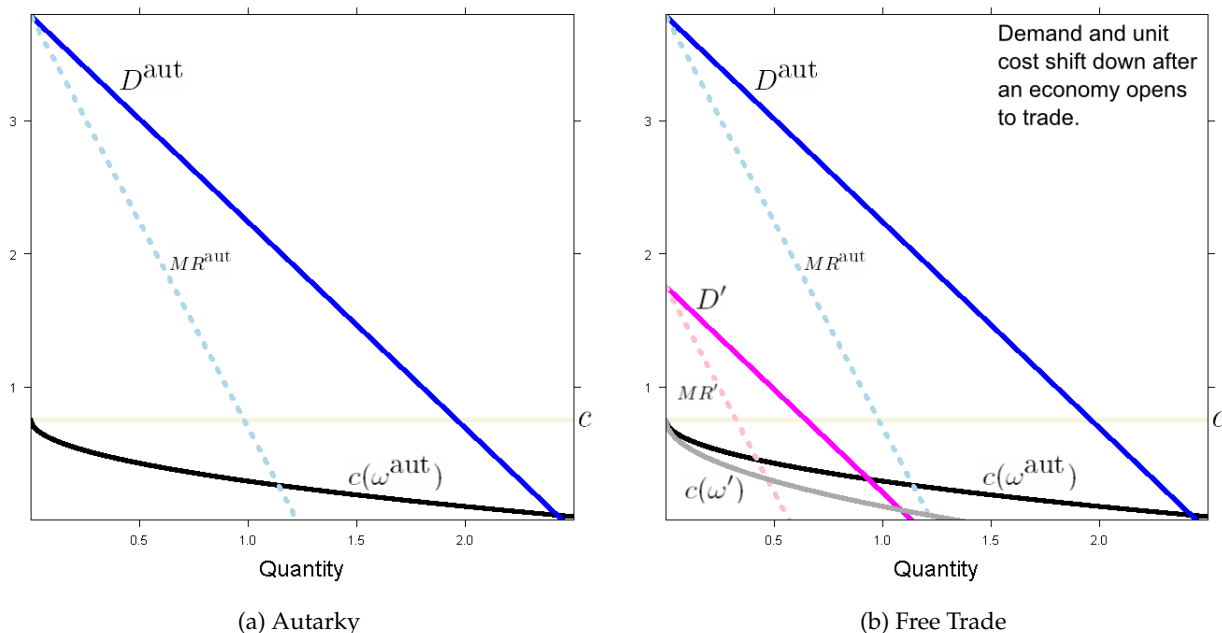 D^aut
3
2
MR^aut
1
c
c(ω^aut)
0.5 1.0 1.5 2.0
Quantity
(a) Autarky
Demand and unit
cost shift down after
an economy opens
to trade.
D^aut
3
2
MR^aut
D′
1
MR′
c
c(ω′)
c(ω^aut)
0.5 1.0 1.5 2.0
Quantity
(b) Free Trade